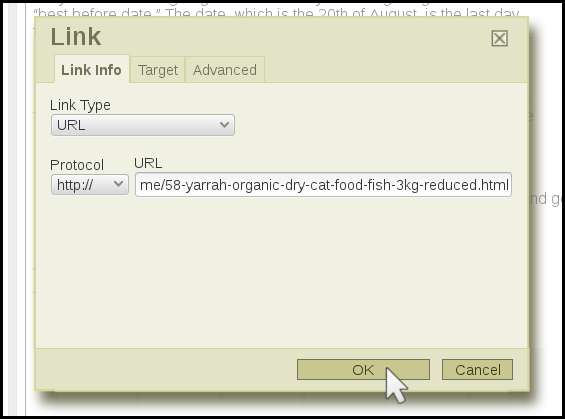 "best before date." The date, which is the 20th of August, is the last day
Link
Link Info
Target
Advanced
Link Type
URL
Protocol
URL
http://
me/58-yarrah-organic-dry-cat-food-fish-3kg-reduced.html
OK
Cancel